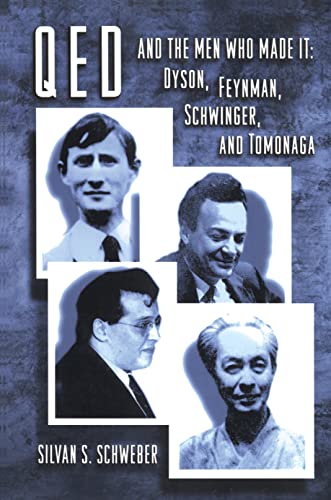 QED
AND THE MEN WHO MADE IT:
DYSON, FEYNMAN,
SCHWINGER,
AND TOMONAGA
SILVAN S. SCHWEBER